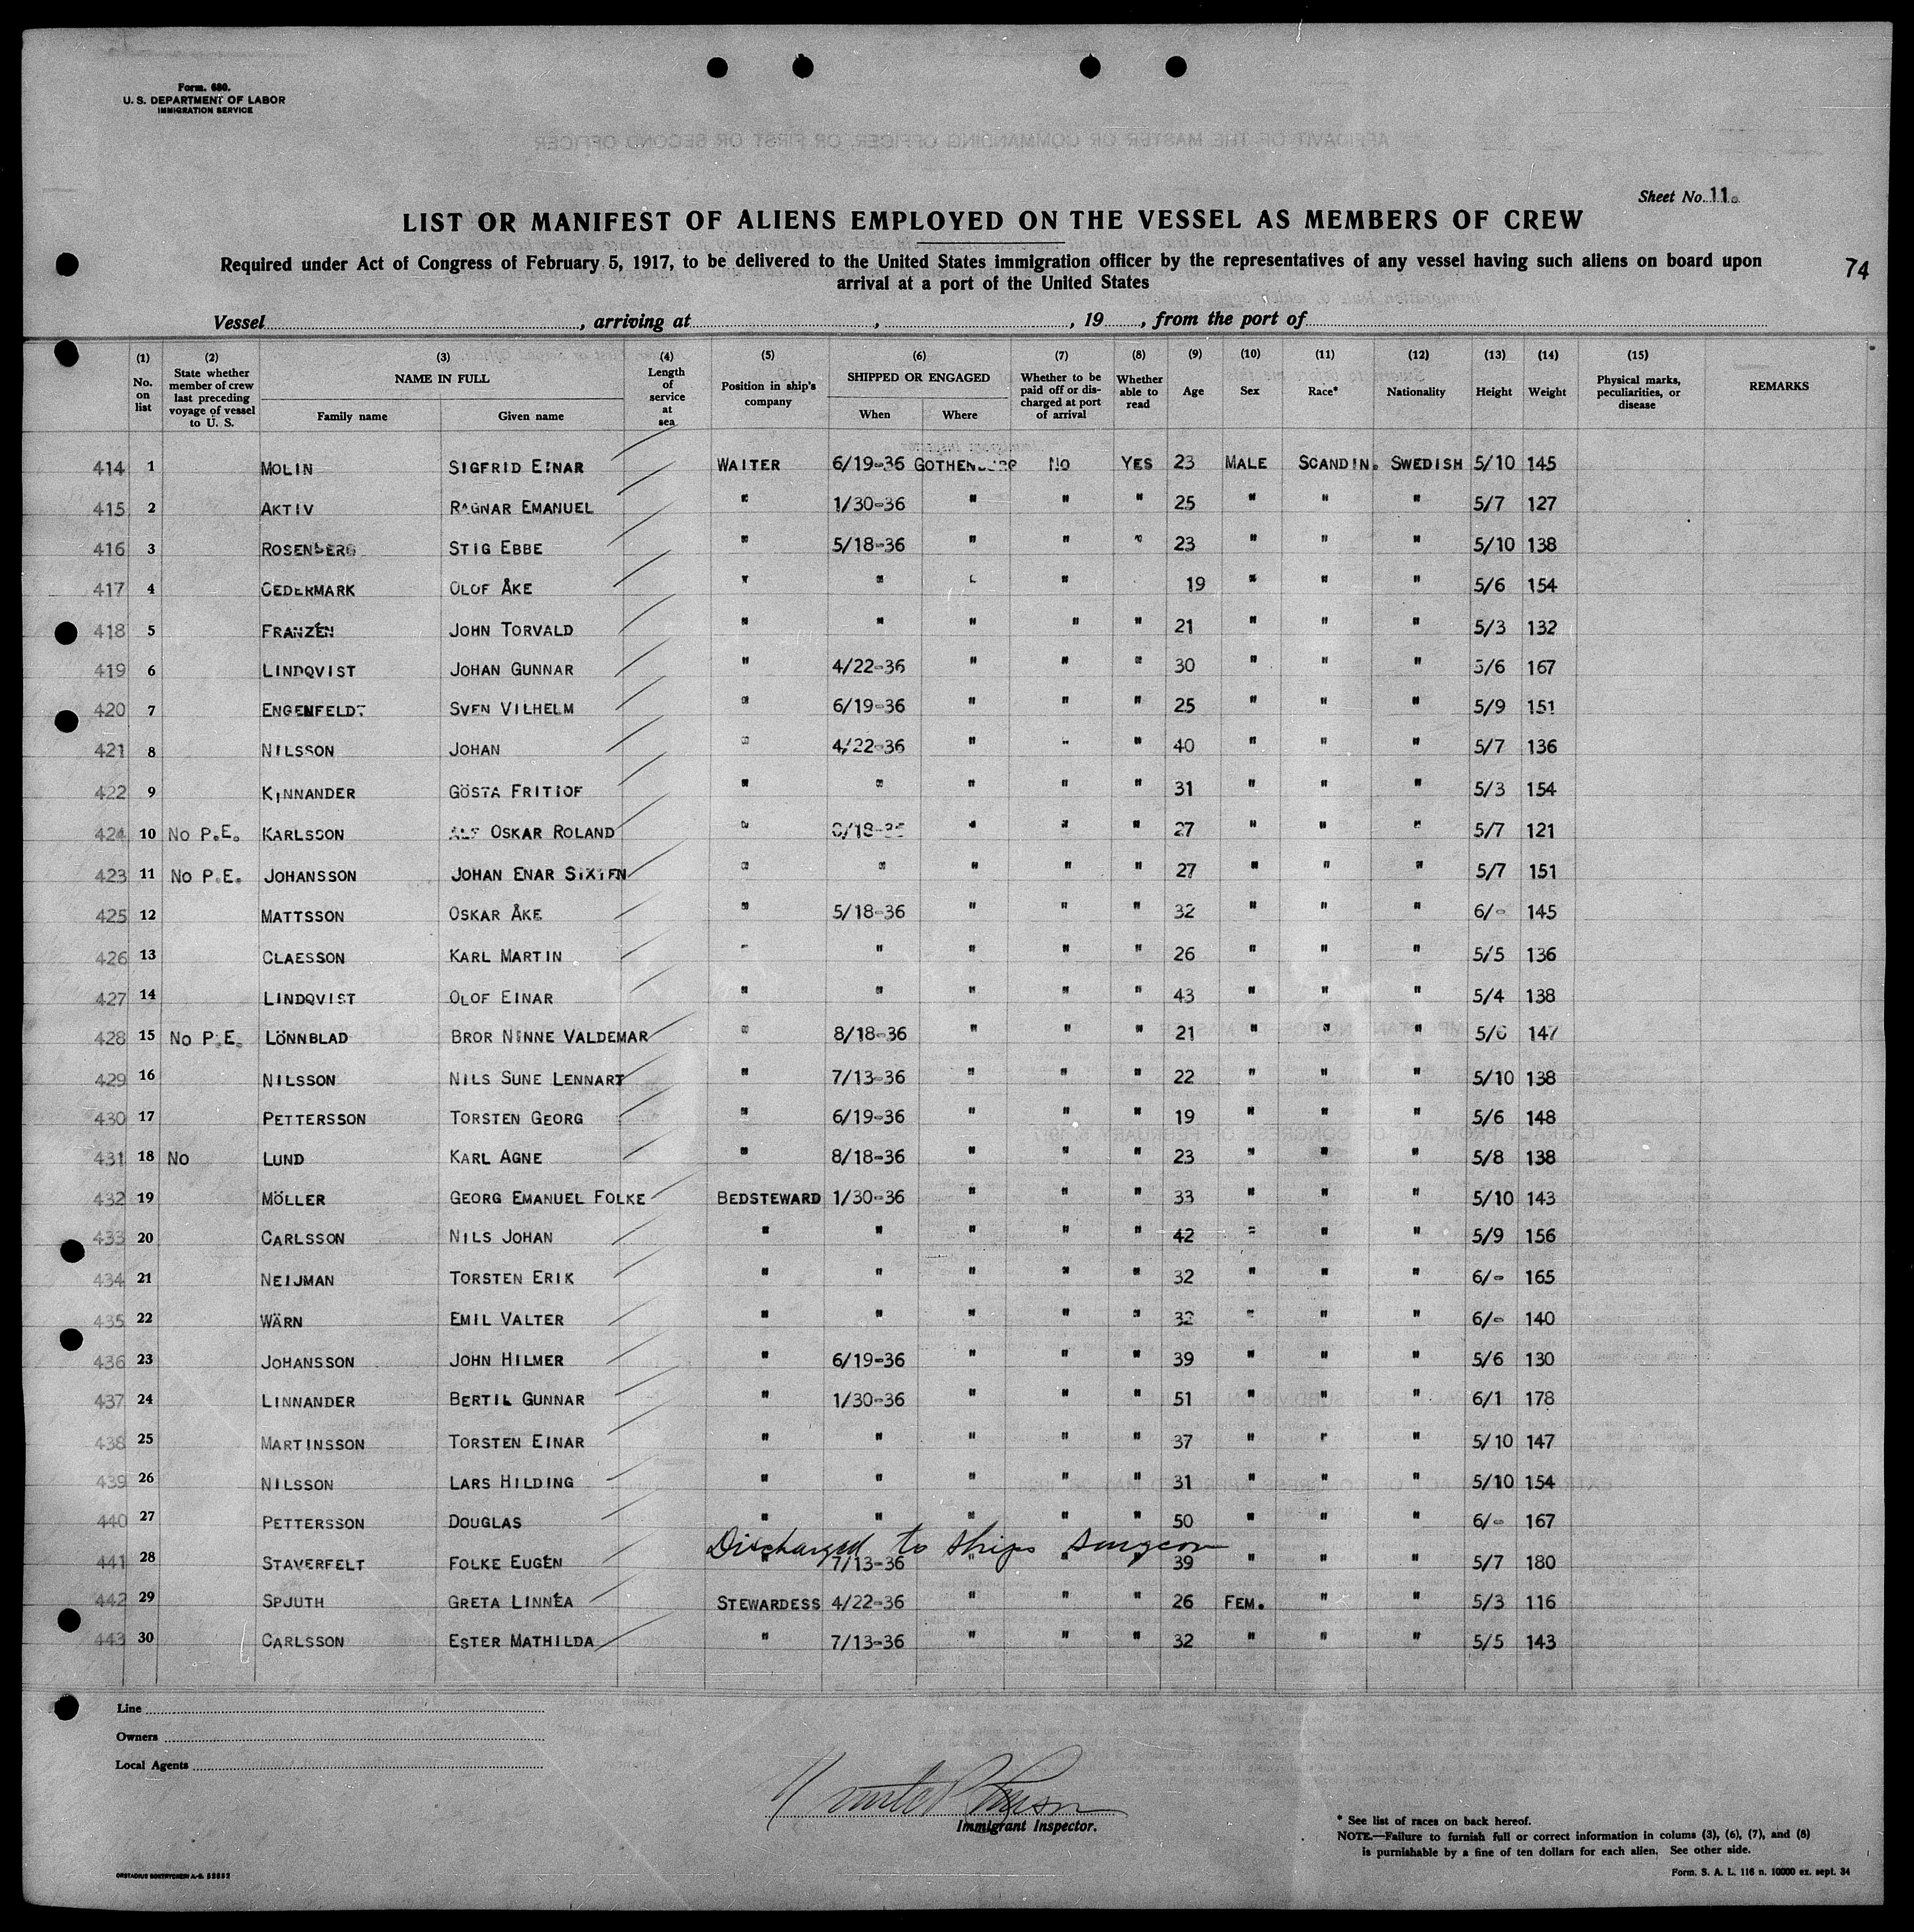 Form. 680.
U. S. DEPARTMENT OF LABOR
IMMIGRATION SERVICE
Sheet No. 11.
LIST OR MANIFEST OF ALIENS EMPLOYED ON THE VESSEL AS MEMBERS OF CREW
Required under Act of Congress of February 5, 1917, to be delivered to the United States immigration officer by the representatives of any vessel having such aliens on board upon
arrival at a port of the United States
74
Vessel , arriving at , , 19 , from the port of
(1) No. on list (2) State whether member of crew last preceding voyage of vessel to U. S. (3) NAME IN FULL Family name Given name (4) Length of service at sea (5) Position in ship's company (6) SHIPPED OR ENGAGED When Where (7) Whether to be paid off or discharged at port of arrival (8) Whether able to read (9) Age (10) Sex (11) Race* (12) Nationality (13) Height (14) Weight (15) Physical marks, peculiarities, or disease REMARKS
414 1 MOLIN SIGFRID EINAR WAITER 6/19-36 GOTHENBURG NO YES 23 MALE SCANDIN. SWEDISH 5/10 145
415 2 AKTIV RAGNAR EMANUEL " 1/30-36 " " " 25 " " " 5/7 127
416 3 ROSENBERG STIG EBBE " 5/18-36 " " " 23 " " " 5/10 138
417 4 CEDERMARK OLOF ÅKE " " " " 19 " " " 5/6 154
418 5 FRANZÉN JOHN TORVALD " " " " " 21 " " " 5/3 132
419 6 LINDQVIST JOHAN GUNNAR " 4/22-36 " " " 30 " " " 5/6 167
420 7 ENGENFELDT SVEN VILHELM " 6/19-36 " " " 25 " " " 5/9 151
421 8 NILSSON JOHAN " 4/22-36 " " " 40 " " " 5/7 136
422 9 KINNANDER GÖSTA FRITIOF " " " " " 31 " " " 5/3 154
424 10 NO P.E. KARLSSON ALF OSKAR ROLAND " " " " 27 " " " 5/7 121
423 11 NO P.E. JOHANSSON JOHAN ENAR SIXTEN " " " " " 27 " " " 5/7 151
425 12 MATTSSON OSKAR ÅKE " 5/18-36 " " " 32 " " " 6/- 145
426 13 CLAESSON KARL MARTIN " " " " " 26 " " " 5/5 136
427 14 LINDQVIST OLOF EINAR " " " " " 43 " " " 5/4 138
428 15 NO P.E. LÖNNBLAD BROR NINNE VALDEMAR " 8/18-36 " " " 21 " " " 5/6 147
429 16 NILSSON NILS SUNE LENNART " 7/13-36 " " " 22 " " " 5/10 138
430 17 PETTERSSON TORSTEN GEORG " 6/19-36 " " " 19 " " " 5/6 148
431 18 NO LUND KARL AGNE " 8/18-36 " " " 23 " " " 5/8 138
432 19 MÖLLER GEORG EMANUEL FOLKE BEDSTEWARD 1/30-36 " " " 33 " " " 5/10 143
433 20 CARLSSON NILS JOHAN " " " " " 42 " " " 5/9 156
434 21 NEIJMAN TORSTEN ERIK " " " " " 32 " " " 6/- 165
435 22 WÄRN EMIL VALTER " " " " " 32 " " " 6/- 140
436 23 JOHANSSON JOHN HILMER " 6/19-36 " " " 39 " " " 5/6 130
437 24 LINNANDER BERTIL GUNNAR " 1/30-36 " " " 51 " " " 6/1 178
438 25 MARTINSSON TORSTEN EINAR " " " " " 37 " " " 5/10 147
439 26 NILSSON LARS HILDING " " " " " 31 " " " 5/10 154
440 27 PETTERSSON DOUGLAS " " " " " 50 " " " 6/- 167
Discharged to ships surgeon
441 28 STAVERFELT FOLKE EUGÉN " 7/13-36 " " " 39 " " " 5/7 180
442 29 SPJUTH GRETA LINNÉA STEWARDESS 4/22-36 " " " 26 FEM. " " 5/3 116
443 30 CARLSSON ESTER MATHILDA " 7/13-36 " " " 32 " " " 5/5 143
Line
Owners
Local Agents
Immigrant Inspector.
* See list of races on back hereof.
NOTE.—Failure to furnish full or correct information in colums (3), (6), (7), and (8)
is punishable by a fine of ten dollars for each alien. See other side.
Form. S. A. L. 116 n. 10000 ex. sept. 34